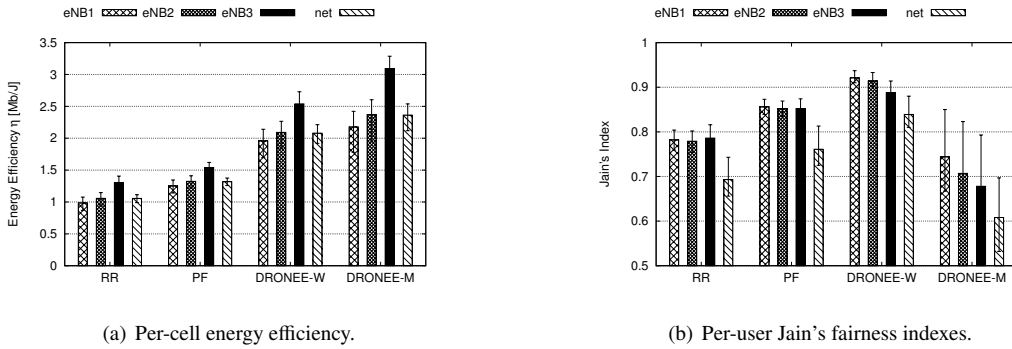 eNB1 eNB2 eNB3 net
Energy Efficiency η [Mb/J]
4
3.5
3
2.5
2
1.5
1
0.5
0
RR PF DRONEE-W DRONEE-M
(a) Per-cell energy efficiency.
eNB1 eNB2 eNB3 net
Jain's Index
1
0.9
0.8
0.7
0.6
0.5
RR PF DRONEE-W DRONEE-M
(b) Per-user Jain's fairness indexes.